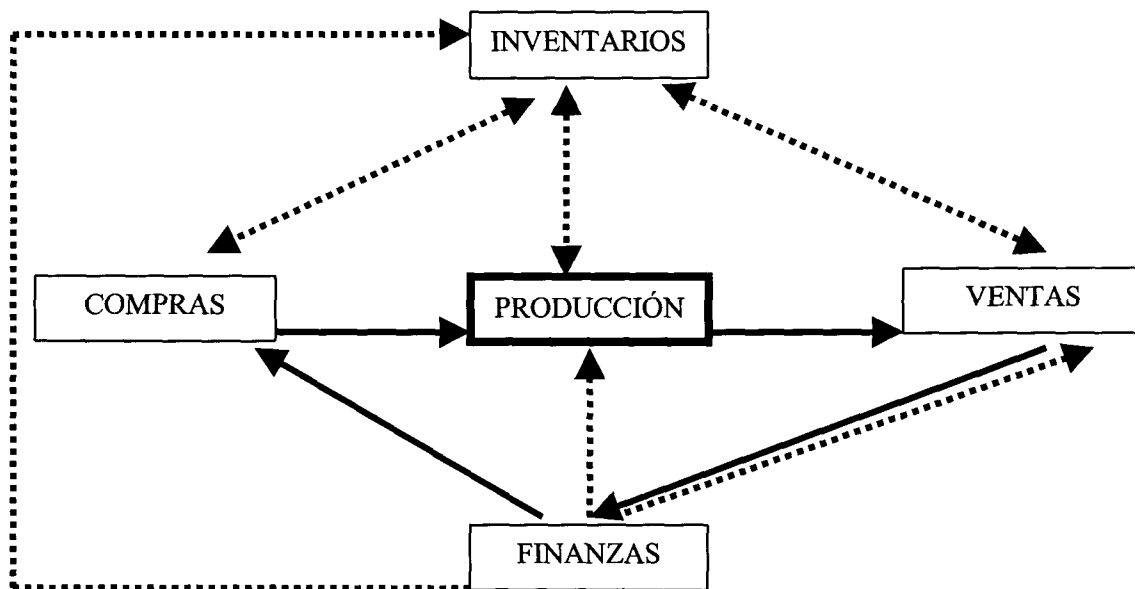 INVENTARIOS
COMPRAS
PRODUCCIÓN
VENTAS
FINANZAS